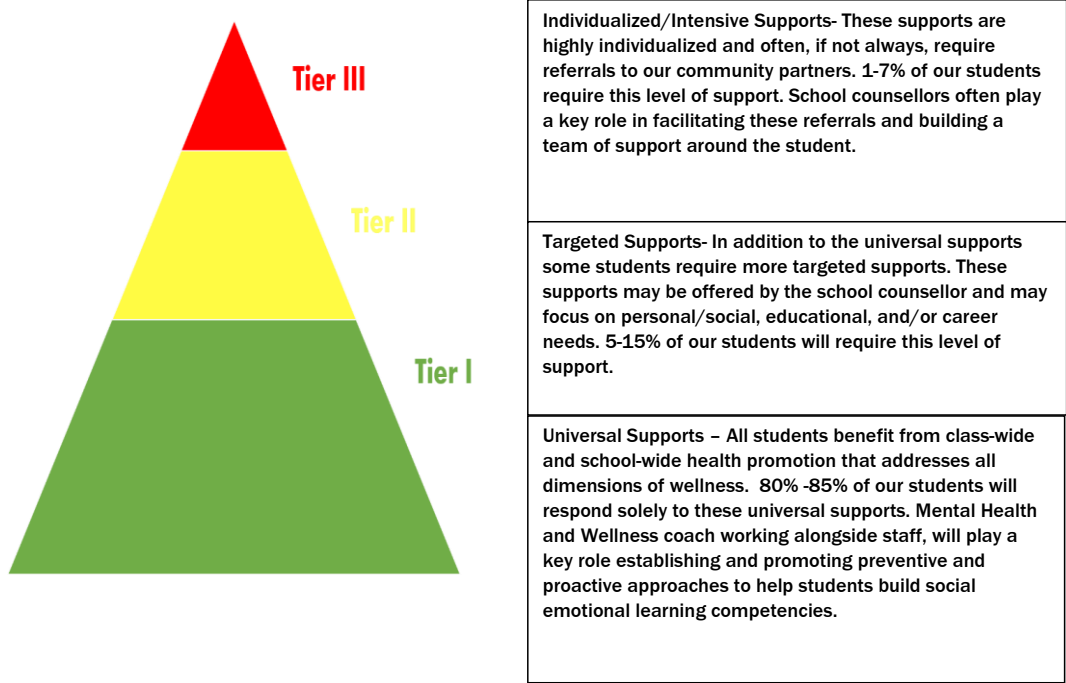 Tier III
Individualized/Intensive Supports- These supports are
highly individualized and often, if not always, require
referrals to our community partners. 1-7% of our students
require this level of support. School counsellors often play
a key role in facilitating these referrals and building a
team of support around the student.
Tier II
Targeted Supports- In addition to the universal supports
some students require more targeted supports. These
supports may be offered by the school counsellor and may
focus on personal/social, educational, and/or career
needs. 5-15% of our students will require this level of
support.
Tier I
Universal Supports – All students benefit from class-wide
and school-wide health promotion that addresses all
dimensions of wellness.  80% -85% of our students will
respond solely to these universal supports. Mental Health
and Wellness coach working alongside staff, will play a
key role establishing and promoting preventive and
proactive approaches to help students build social
emotional learning competencies.